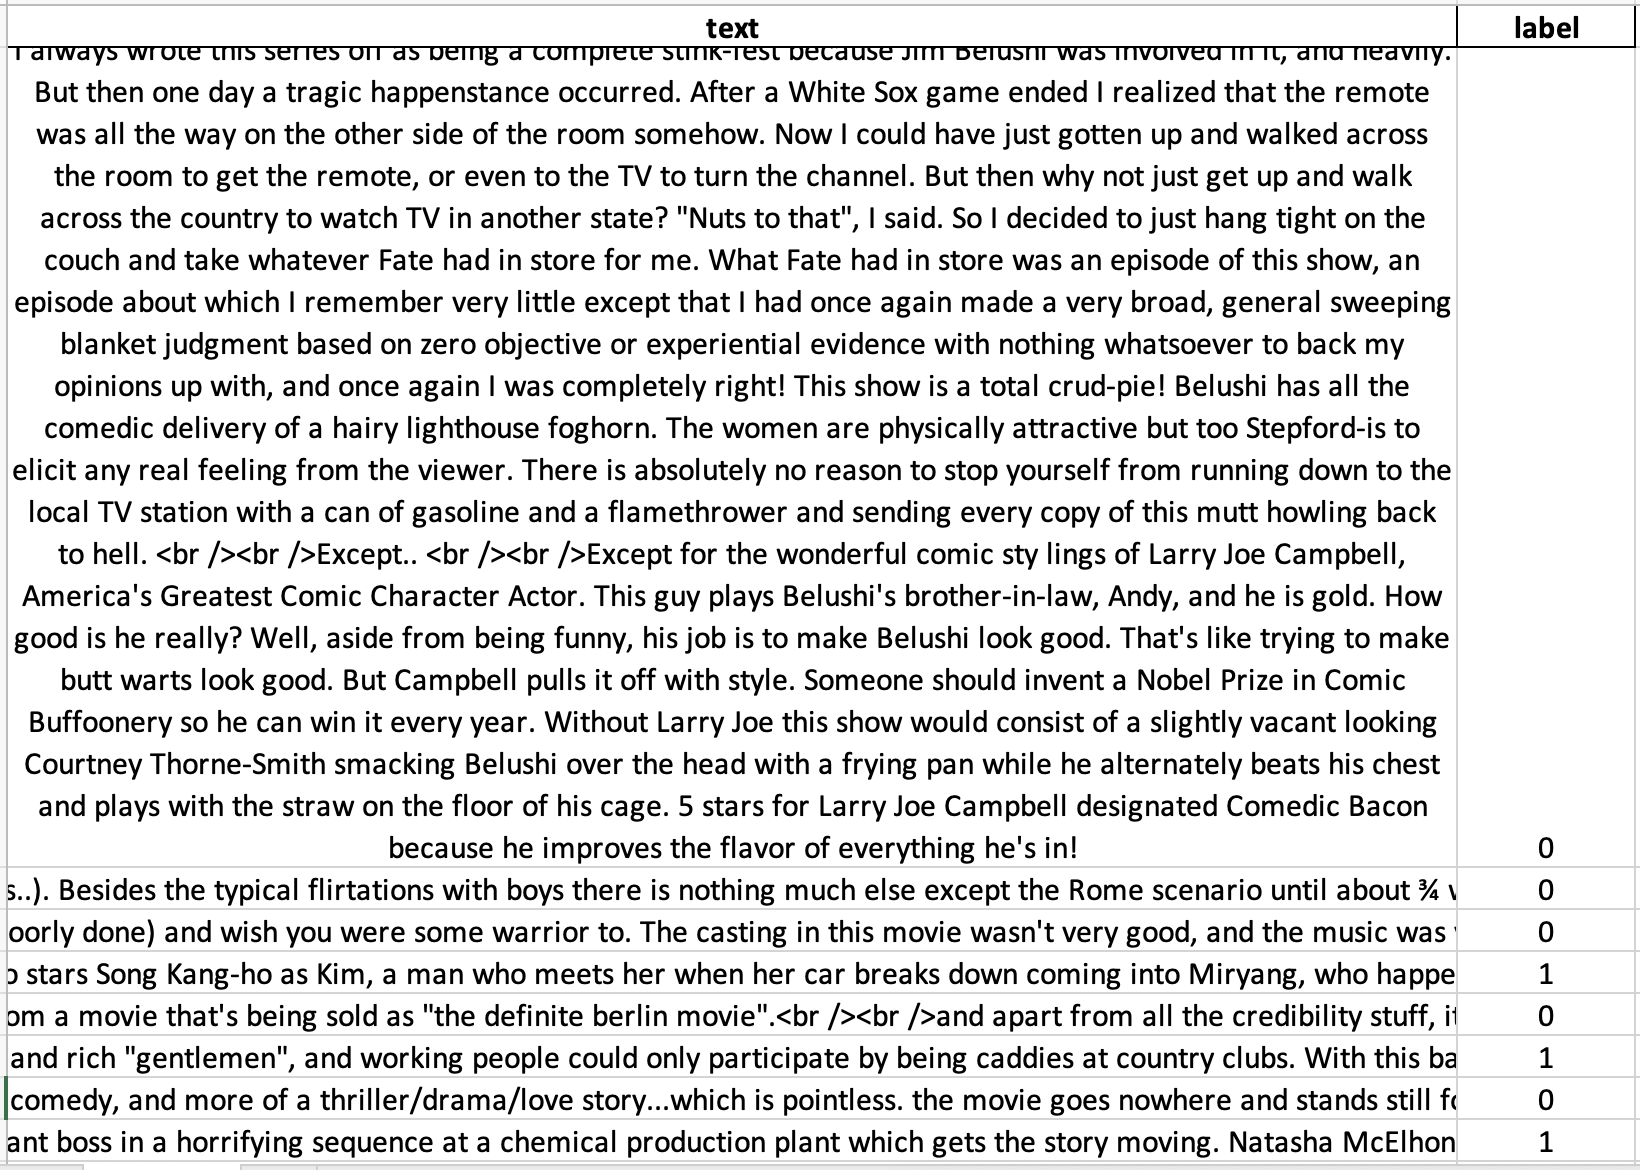 text label
I always wrote this series off as being a complete stink-fest because Jim Belushi was involved in it, and heavily.
But then one day a tragic happenstance occurred. After a White Sox game ended I realized that the remote
was all the way on the other side of the room somehow. Now I could have just gotten up and walked across
the room to get the remote, or even to the TV to turn the channel. But then why not just get up and walk
across the country to watch TV in another state? "Nuts to that", I said. So I decided to just hang tight on the
couch and take whatever Fate had in store for me. What Fate had in store was an episode of this show, an
episode about which I remember very little except that I had once again made a very broad, general sweeping
blanket judgment based on zero objective or experiential evidence with nothing whatsoever to back my
opinions up with, and once again I was completely right! This show is a total crud-pie! Belushi has all the
comedic delivery of a hairy lighthouse foghorn. The women are physically attractive but too Stepford-is to
elicit any real feeling from the viewer. There is absolutely no reason to stop yourself from running down to the
local TV station with a can of gasoline and a flamethrower and sending every copy of this mutt howling back
to hell. <br /><br />Except.. <br /><br />Except for the wonderful comic sty lings of Larry Joe Campbell,
America's Greatest Comic Character Actor. This guy plays Belushi's brother-in-law, Andy, and he is gold. How
good is he really? Well, aside from being funny, his job is to make Belushi look good. That's like trying to make
butt warts look good. But Campbell pulls it off with style. Someone should invent a Nobel Prize in Comic
Buffoonery so he can win it every year. Without Larry Joe this show would consist of a slightly vacant looking
Courtney Thorne-Smith smacking Belushi over the head with a frying pan while he alternately beats his chest
and plays with the straw on the floor of his cage. 5 stars for Larry Joe Campbell designated Comedic Bacon
because he improves the flavor of everything he's in! 0
s..). Besides the typical flirtations with boys there is nothing much else except the Rome scenario until about ¾ 0
oorly done) and wish you were some warrior to. The casting in this movie wasn't very good, and the music was 0
o stars Song Kang-ho as Kim, a man who meets her when her car breaks down coming into Miryang, who happe 1
om a movie that's being sold as "the definite berlin movie".<br /><br />and apart from all the credibility stuff, it 0
and rich "gentlemen", and working people could only participate by being caddies at country clubs. With this ba 1
comedy, and more of a thriller/drama/love story...which is pointless. the movie goes nowhere and stands still fo 0
ant boss in a horrifying sequence at a chemical production plant which gets the story moving. Natasha McElhon 1